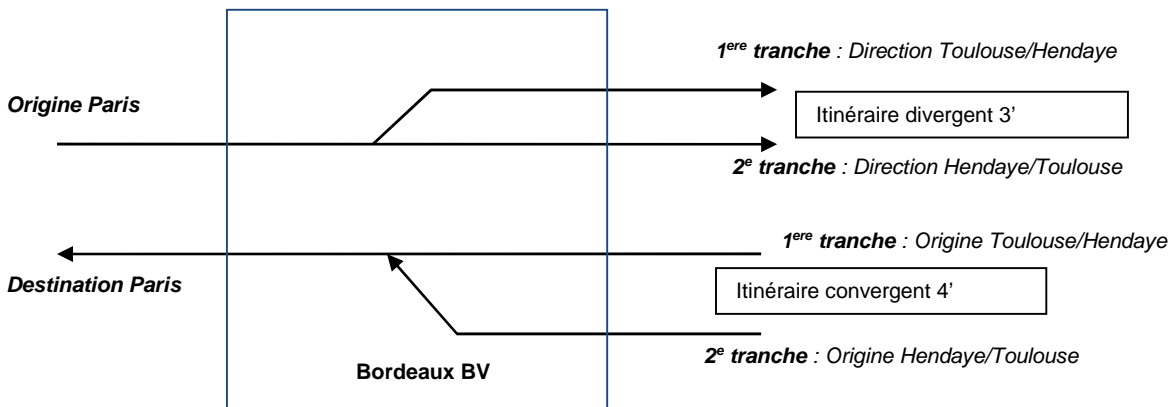 1ere tranche : Direction Toulouse/Hendaye
Origine Paris
Itinéraire divergent 3'
2e tranche : Direction Hendaye/Toulouse
1ere tranche : Origine Toulouse/Hendaye
Destination Paris
Itinéraire convergent 4'
2e tranche : Origine Hendaye/Toulouse
Bordeaux BV